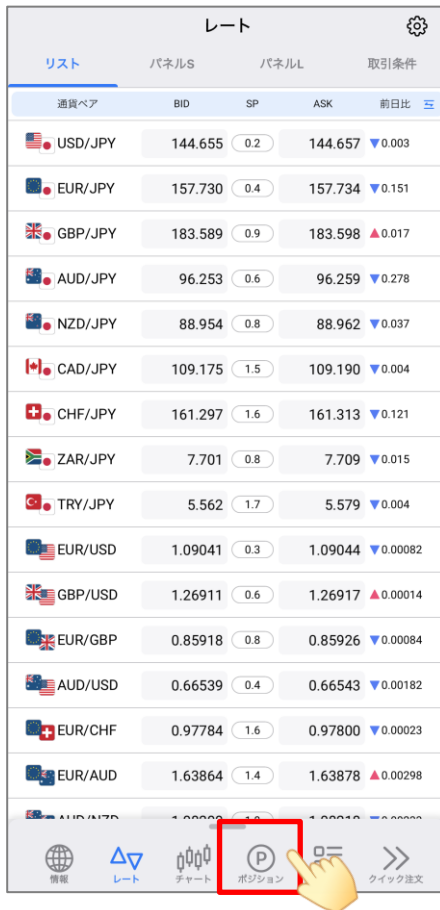 レート
リスト パネルS パネルL 取引条件
通貨ペア BID SP ASK 前日比
USD/JPY 144.655 0.2 144.657 ▼0.003
EUR/JPY 157.730 0.4 157.734 ▼0.151
GBP/JPY 183.589 0.9 183.598 ▲0.017
AUD/JPY 96.253 0.6 96.259 ▼0.278
NZD/JPY 88.954 0.8 88.962 ▼0.037
CAD/JPY 109.175 1.5 109.190 ▼0.004
CHF/JPY 161.297 1.6 161.313 ▼0.121
ZAR/JPY 7.701 0.8 7.709 ▼0.015
TRY/JPY 5.562 1.7 5.579 ▼0.004
EUR/USD 1.09041 0.3 1.09044 ▼0.00082
GBP/USD 1.26911 0.6 1.26917 ▲0.00014
EUR/GBP 0.85918 0.8 0.85926 ▼0.00084
AUD/USD 0.66539 0.4 0.66543 ▼0.00182
EUR/CHF 0.97784 1.6 0.97800 ▼0.00023
EUR/AUD 1.63864 1.4 1.63878 ▲0.00298
AUD/NZD
P
情報 レート チャート ポジション クイック注文